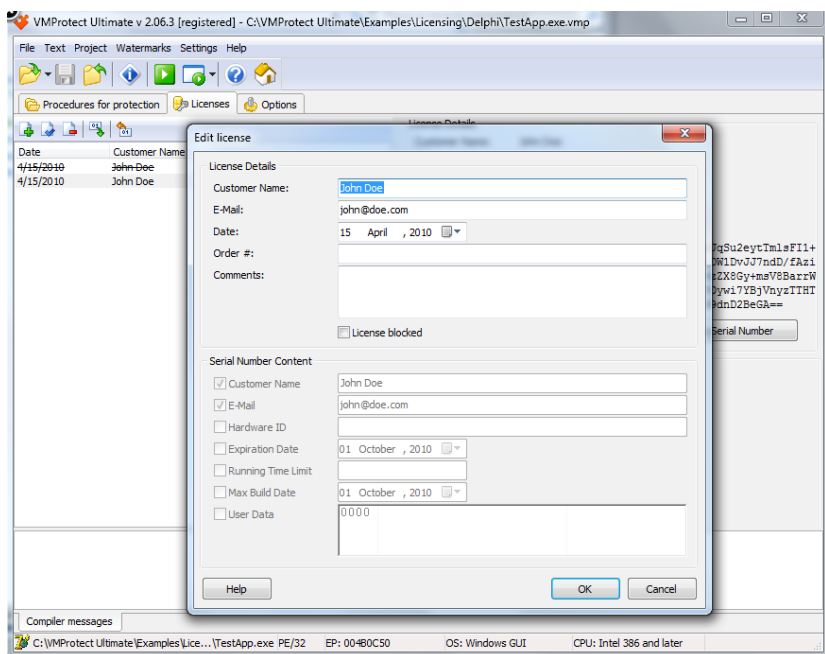 VMProtect Ultimate v 2.06.3 [registered] - C:\VMProtect Ultimate\Examples\Licensing\Delphi\TestApp.exe.vmp
File Text Project Watermarks Settings Help
Procedures for protection Licenses Options
License Details
Date Customer Name
4/15/2010 John Doe
4/15/2010 John Doe
Edit license
License Details
Customer Name: John Doe
E-Mail: john@doe.com
Date: 15 April , 2010
Order #:
Comments:
License blocked
Serial Number Content
Customer Name John Doe
E-Mail john@doe.com
Hardware ID
Expiration Date 01 October , 2010
Running Time Limit
Max Build Date 01 October , 2010
User Data 0000
Help OK Cancel
JqSu2eytTmlsFI1+
OW1DvJJ7ndD/fAzi
zZX8Gy+msV8BarrW
Dywi7YBjVnyzTTHT
9dnD2BeGA==
Serial Number
Compiler messages
C:\VMProtect Ultimate\Examples\Lice...\TestApp.exe PE/32 EP: 004B0C50 OS: Windows GUI CPU: Intel 386 and later